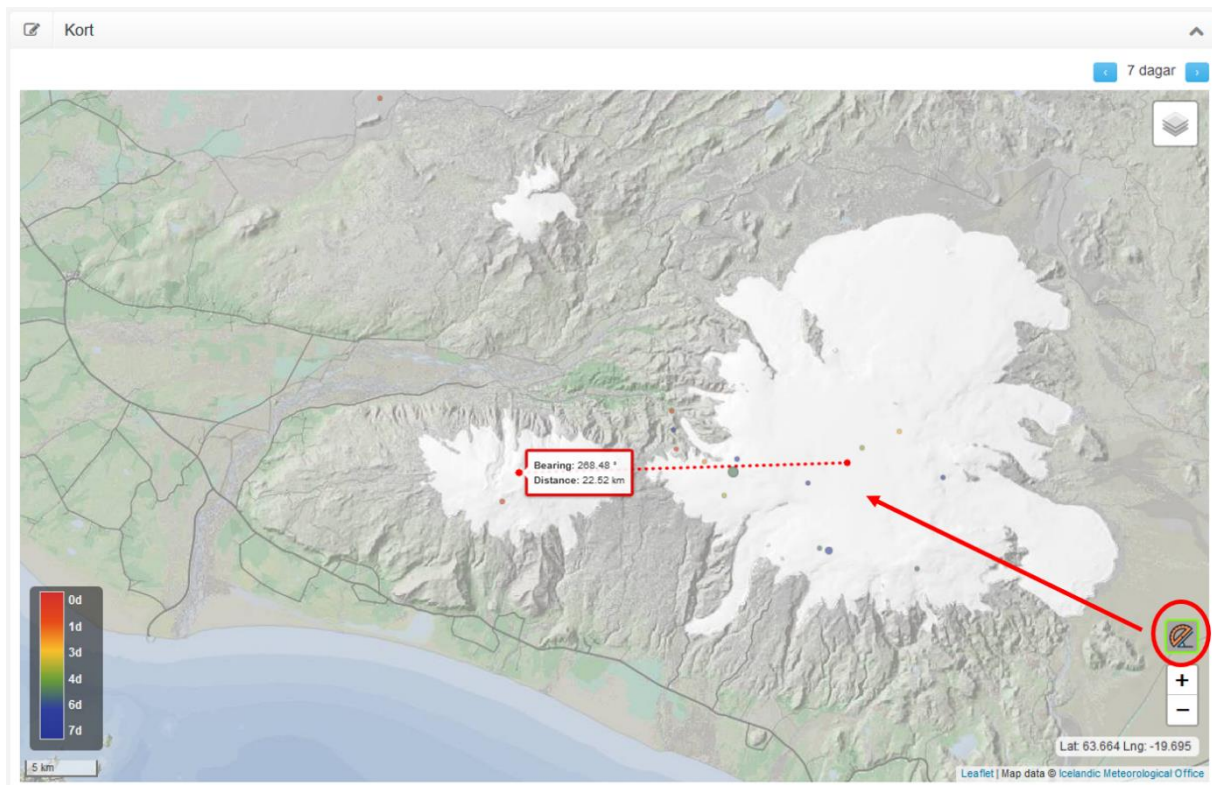 Kort
‹ 7 dagar ›
Bearing: 268.48 °
Distance: 22.52 km
0d
1d
3d
4d
6d
7d
+
−
Lat: 63.664 Lng: -19.695
5 km
Leaflet | Map data © Icelandic Meteorological Office